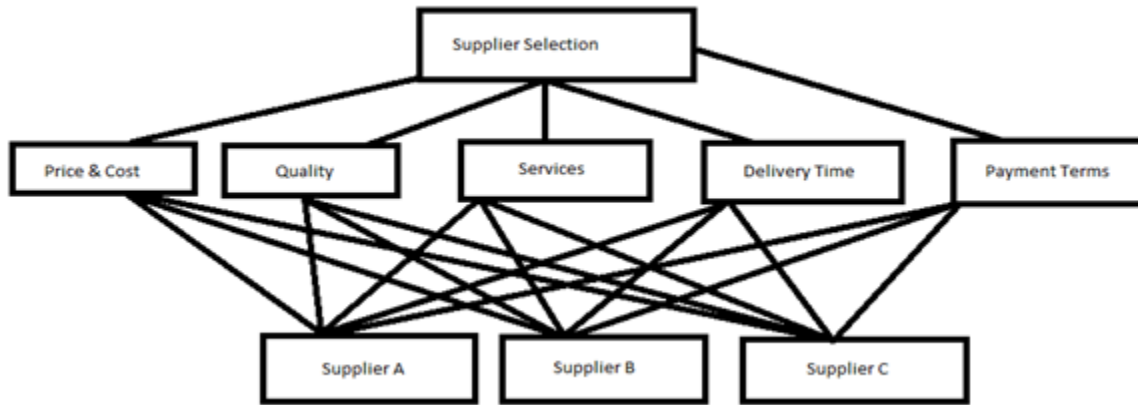 Supplier Selection
Price & Cost
Quality
Services
Delivery Time
Payment Terms
Supplier A
Supplier B
Supplier C